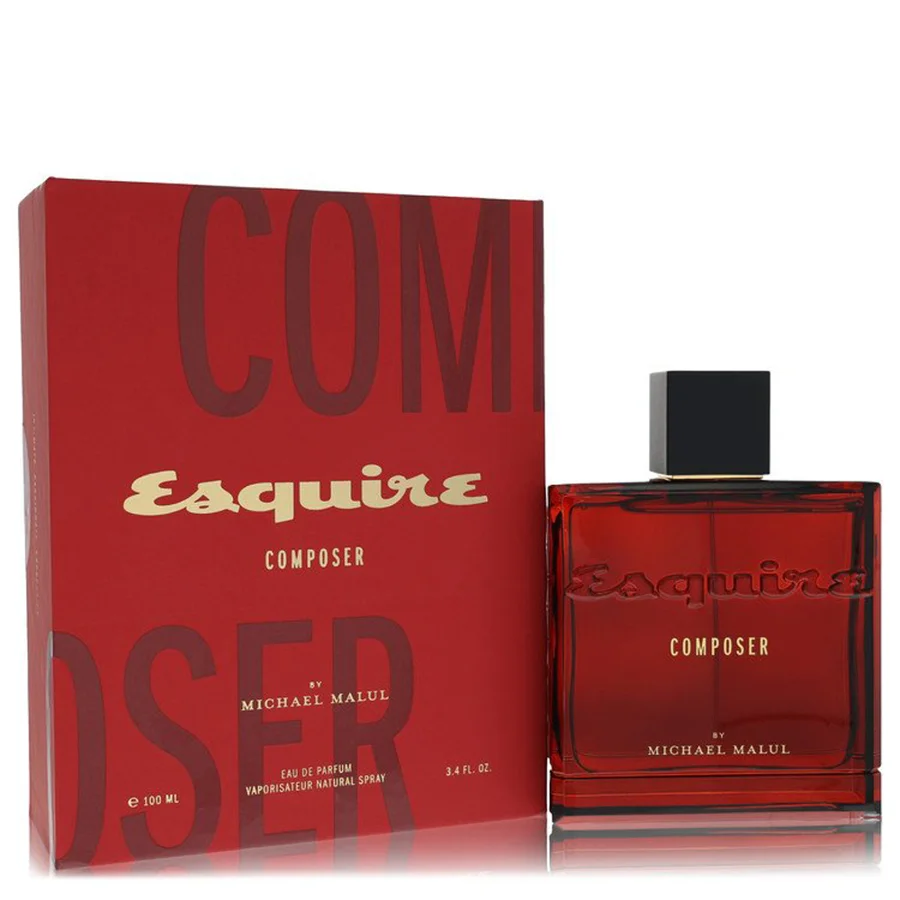 COM
Esquire
COMPOSER
OSER
BY
MICHAEL MALUL
EAU DE PARFUM
VAPORISATEUR NATURAL SPRAY
e 100 ML
3.4 FL. OZ.
Esquire
COMPOSER
BY
MICHAEL MALUL